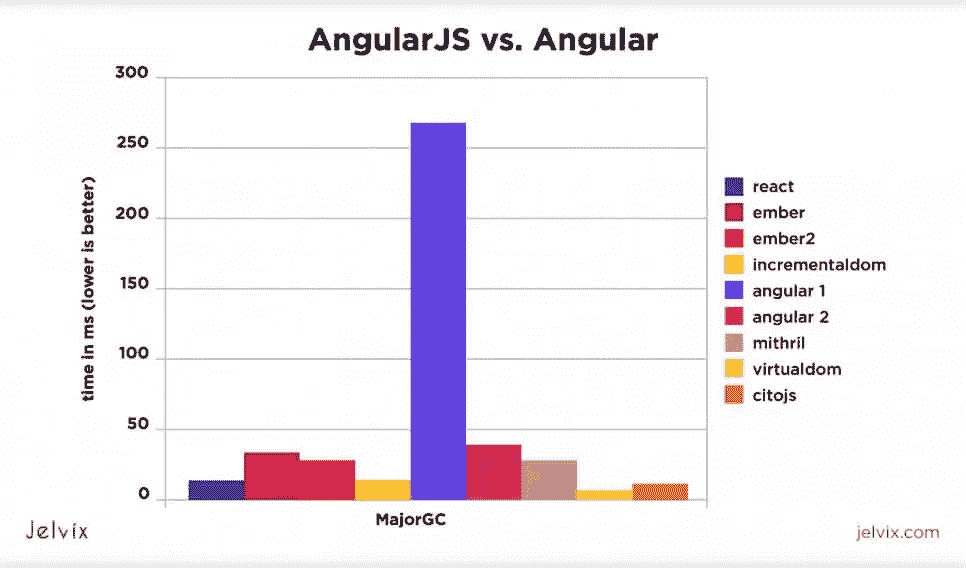 AngularJS vs. Angular
time in ms (lower is better)
300
250
200
150
100
50
0
MajorGC
react
ember
ember2
incrementaldom
angular 1
angular 2
mithril
virtualdom
citojs
Jelvix
jelvix.com